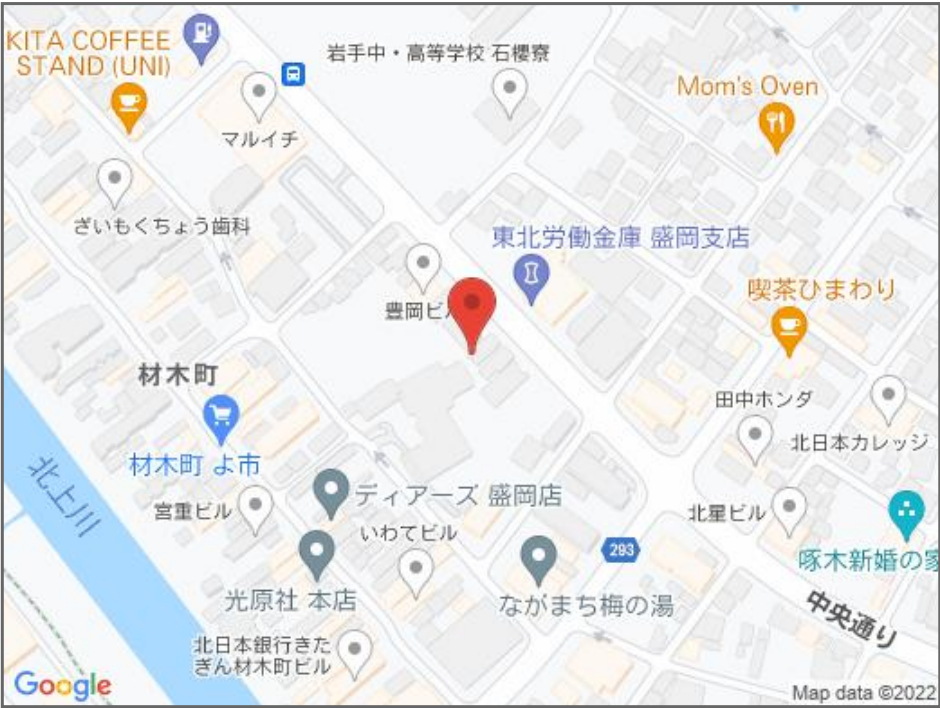 KITA COFFEE
STAND (UNI)
岩手中・高等学校 石櫻寮
Mom's Oven
マルイチ
ざいもくちょう歯科
東北労働金庫 盛岡支店
喫茶ひまわり
豊岡ビ
材木町
田中ホンダ
北日本カレッジ
材木町 よ市
北上川
ディアーズ 盛岡店
宮重ビル
いわてビル
北星ビル
293
啄木新婚の家
光原社 本店
ながまち梅の湯
中央通り
北日本銀行きた
ぎん材木町ビル
Google
Map data ©2022